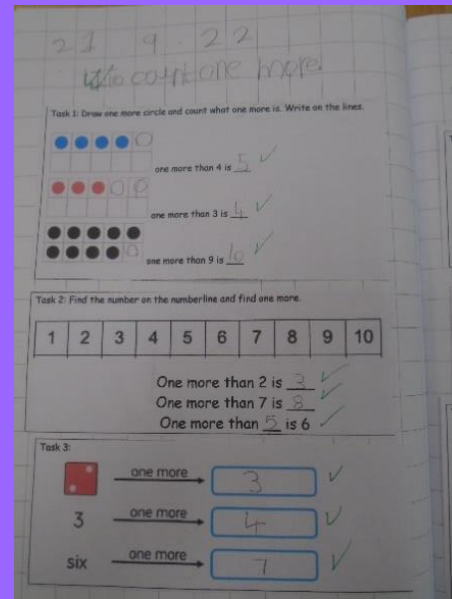 21 9 22
to count one more.
Task 1: Draw one more circle and count what one more is. Write on the lines.
one more than 4 is 5
one more than 3 is 4
one more than 9 is 10
Task 2: Find the number on the numberline and find one more.
1 2 3 4 5 6 7 8 9 10
One more than 2 is 3
One more than 7 is 8
One more than 5 is 6
Task 3:
one more 3
3 one more 4
six one more 7